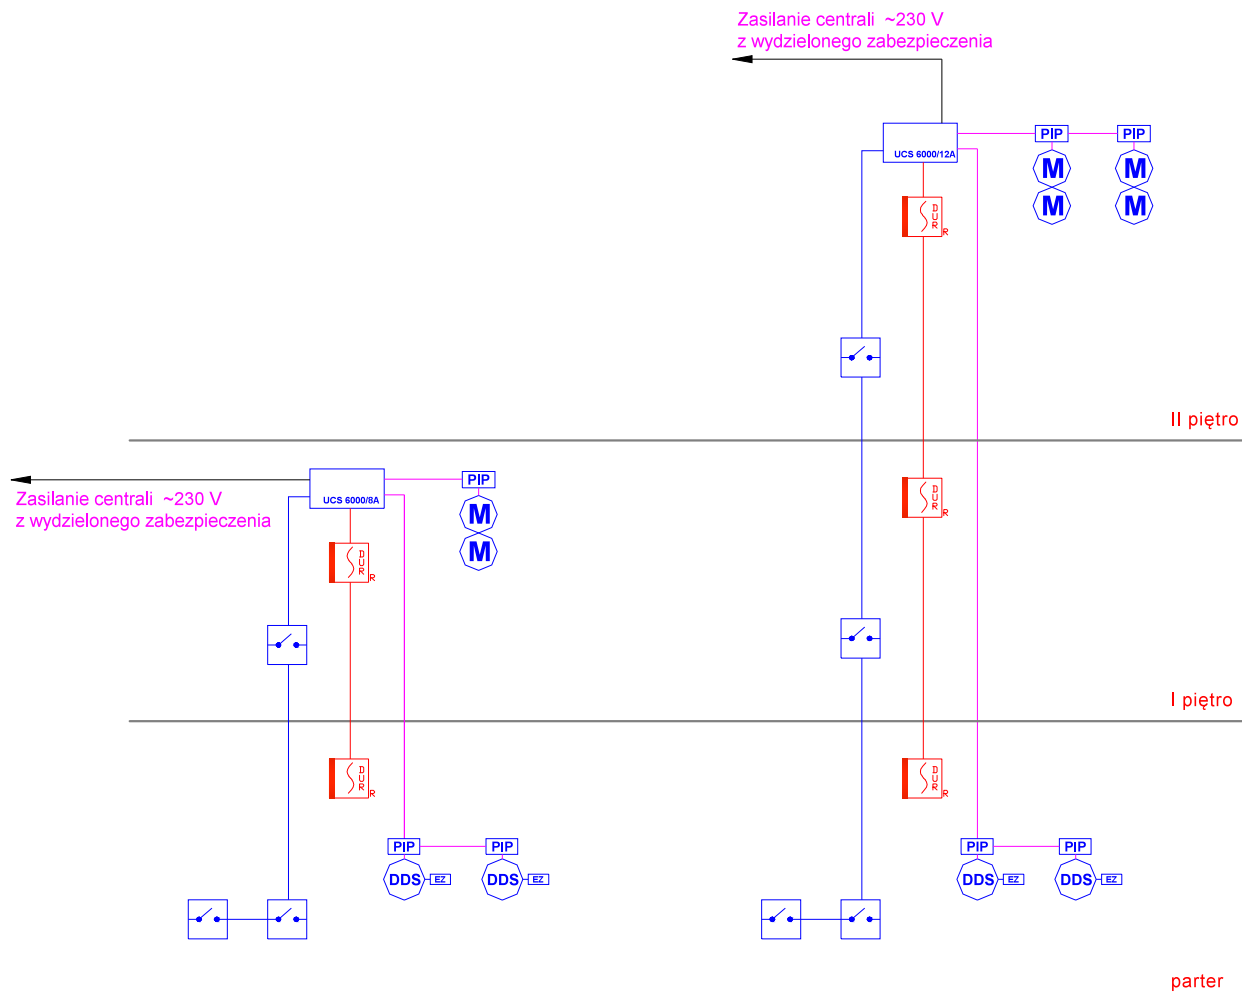 Zasilanie centrali ~230 V
z wydzielonego zabezpieczenia
PIP
PIP
UCS 6000/12A
M
M
M
M
DUR
R
II piętro
PIP
UCS 6000/8A
Zasilanie centrali ~230 V
z wydzielonego zabezpieczenia
M
M
DUR
R
DUR
R
I piętro
DUR
R
DUR
R
PIP
PIP
PIP
PIP
DDS
EZ
DDS
EZ
DDS
EZ
DDS
EZ
parter